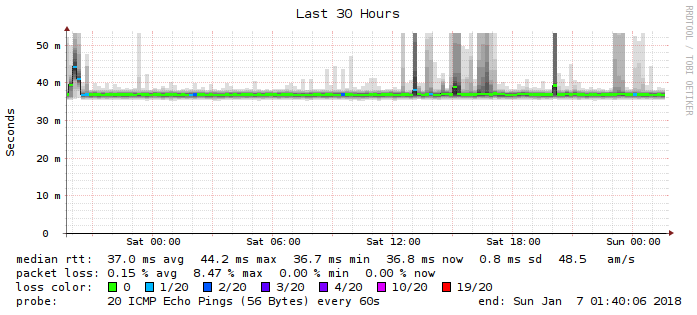 Last 30 Hours
RRDTOOL / TOBI OETIKER
Seconds
50 m
40 m
30 m
20 m
10 m
0
Sat 00:00 Sat 06:00 Sat 12:00 Sat 18:00 Sun 00:00
median rtt: 37.0 ms avg 44.2 ms max 36.7 ms min 36.8 ms now 0.8 ms sd 48.5 am/s
packet loss: 0.15 % avg 8.47 % max 0.00 % min 0.00 % now
loss color: 0 1/20 2/20 3/20 4/20 10/20 19/20
probe: 20 ICMP Echo Pings (56 Bytes) every 60s end: Sun Jan 7 01:40:06 2018